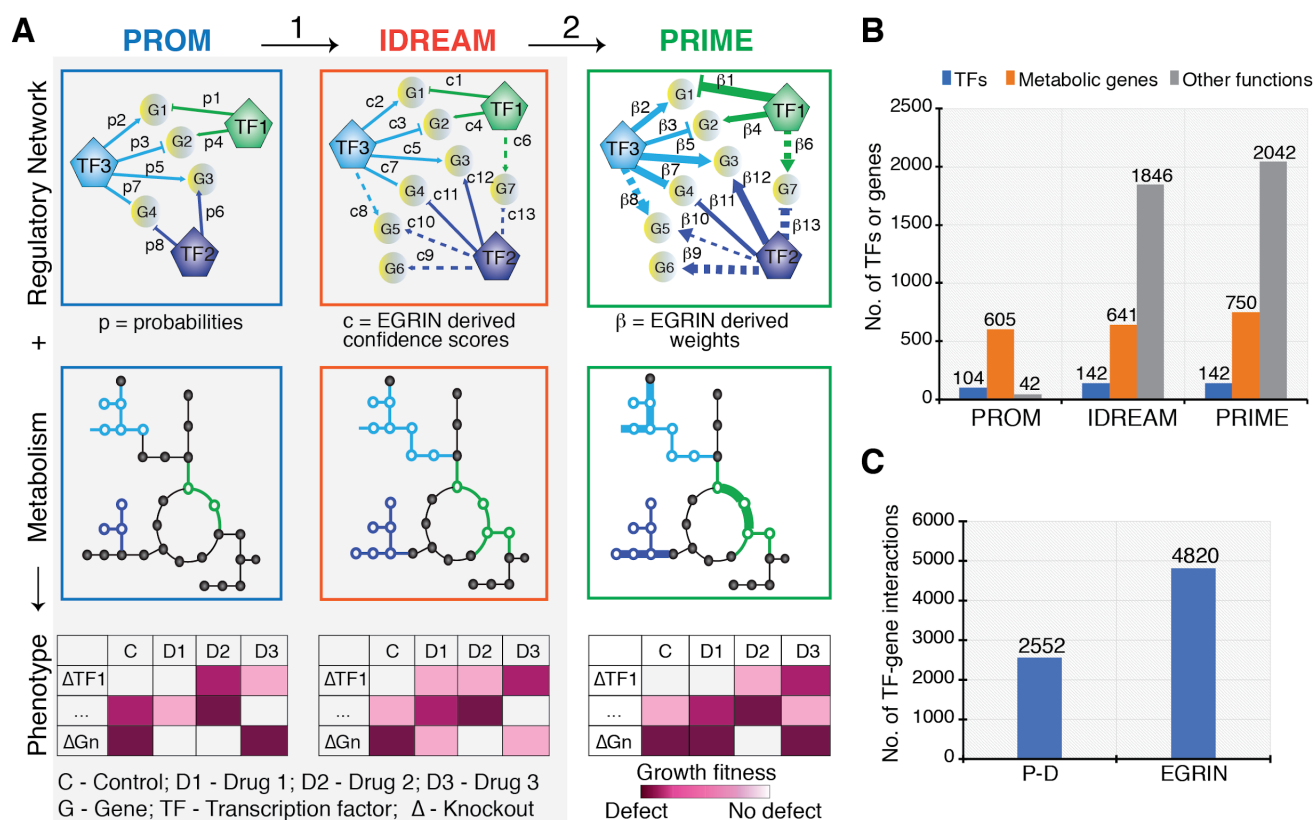 A
PROM
1
IDREAM
2
PRIME
Regulatory Network
+
Metabolism
Phenotype
p1
p2
p3
p4
p5
p7
p6
p8
G1
G2
G3
G4
TF1
TF3
TF2
p = probabilities
c1
c2
c3
c4
c5
c6
c7
c8
c9
c10
c11
c12
c13
G1
G2
G3
G4
G5
G6
G7
TF1
TF3
TF2
c = EGRIN derived
confidence scores
β1
β2
β3
β4
β5
β6
β7
β8
β9
β10
β11
β12
β13
G1
G2
G3
G4
G5
G6
G7
TF1
TF3
TF2
β = EGRIN derived
weights
C D1 D2 D3
ΔTF1
...
ΔGn
C D1 D2 D3
ΔTF1
...
ΔGn
C D1 D2 D3
ΔTF1
...
ΔGn
C - Control; D1 - Drug 1; D2 - Drug 2; D3 - Drug 3
G - Gene; TF - Transcription factor; Δ - Knockout
Growth fitness
Defect No defect
B
TFs Metabolic genes Other functions
No. of TFs or genes
2500
2000
1500
1000
500
0
104 605 42
142 641 1846
142 750 2042
PROM IDREAM PRIME
C
No. of TF-gene interactions
6000
5000
4000
3000
2000
1000
0
2552
4820
P-D EGRIN